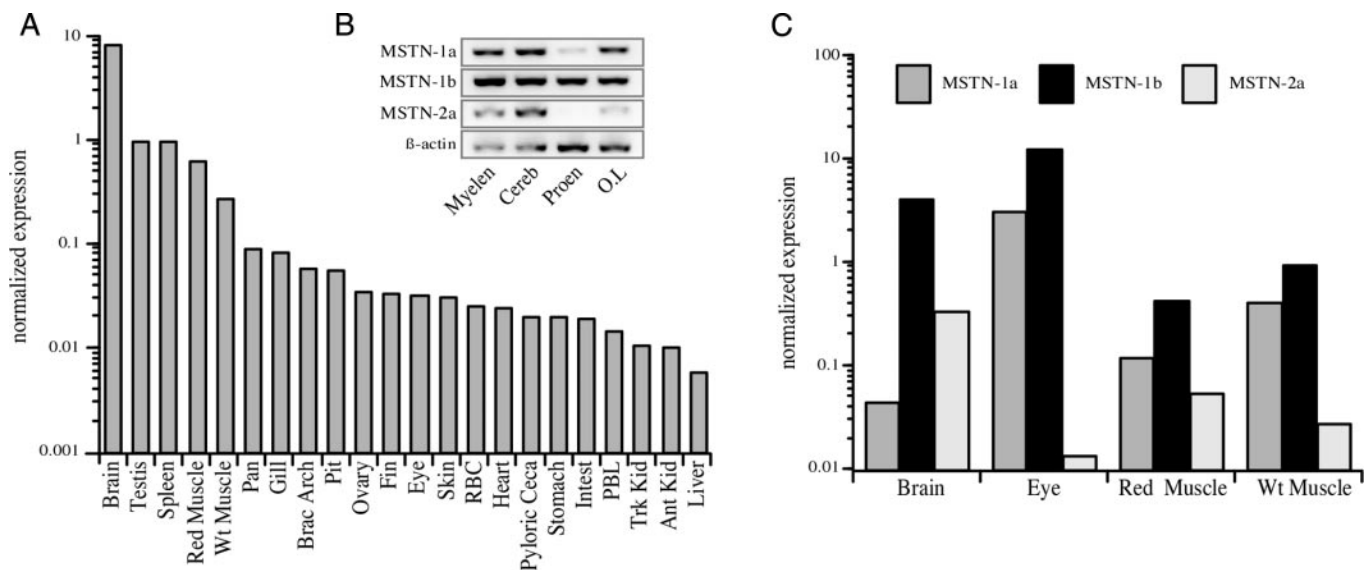 A
normalized expression
10
1
0.1
0.01
0.001
Brain
Testis
Spleen
Red Muscle
Wt Muscle
Pan
Gill
Brac Arch
Pit
Ovary
Fin
Eye
Skin
RBC
Heart
Pyloric Ceca
Stomach
Intest
PBL
Trk Kid
Ant Kid
Liver
B
MSTN-1a
MSTN-1b
MSTN-2a
ß-actin
Myelen
Cereb
Proen
O.L
C
normalized expression
100
10
1
0.1
0.01
MSTN-1a
MSTN-1b
MSTN-2a
Brain
Eye
Red Muscle
Wt Muscle